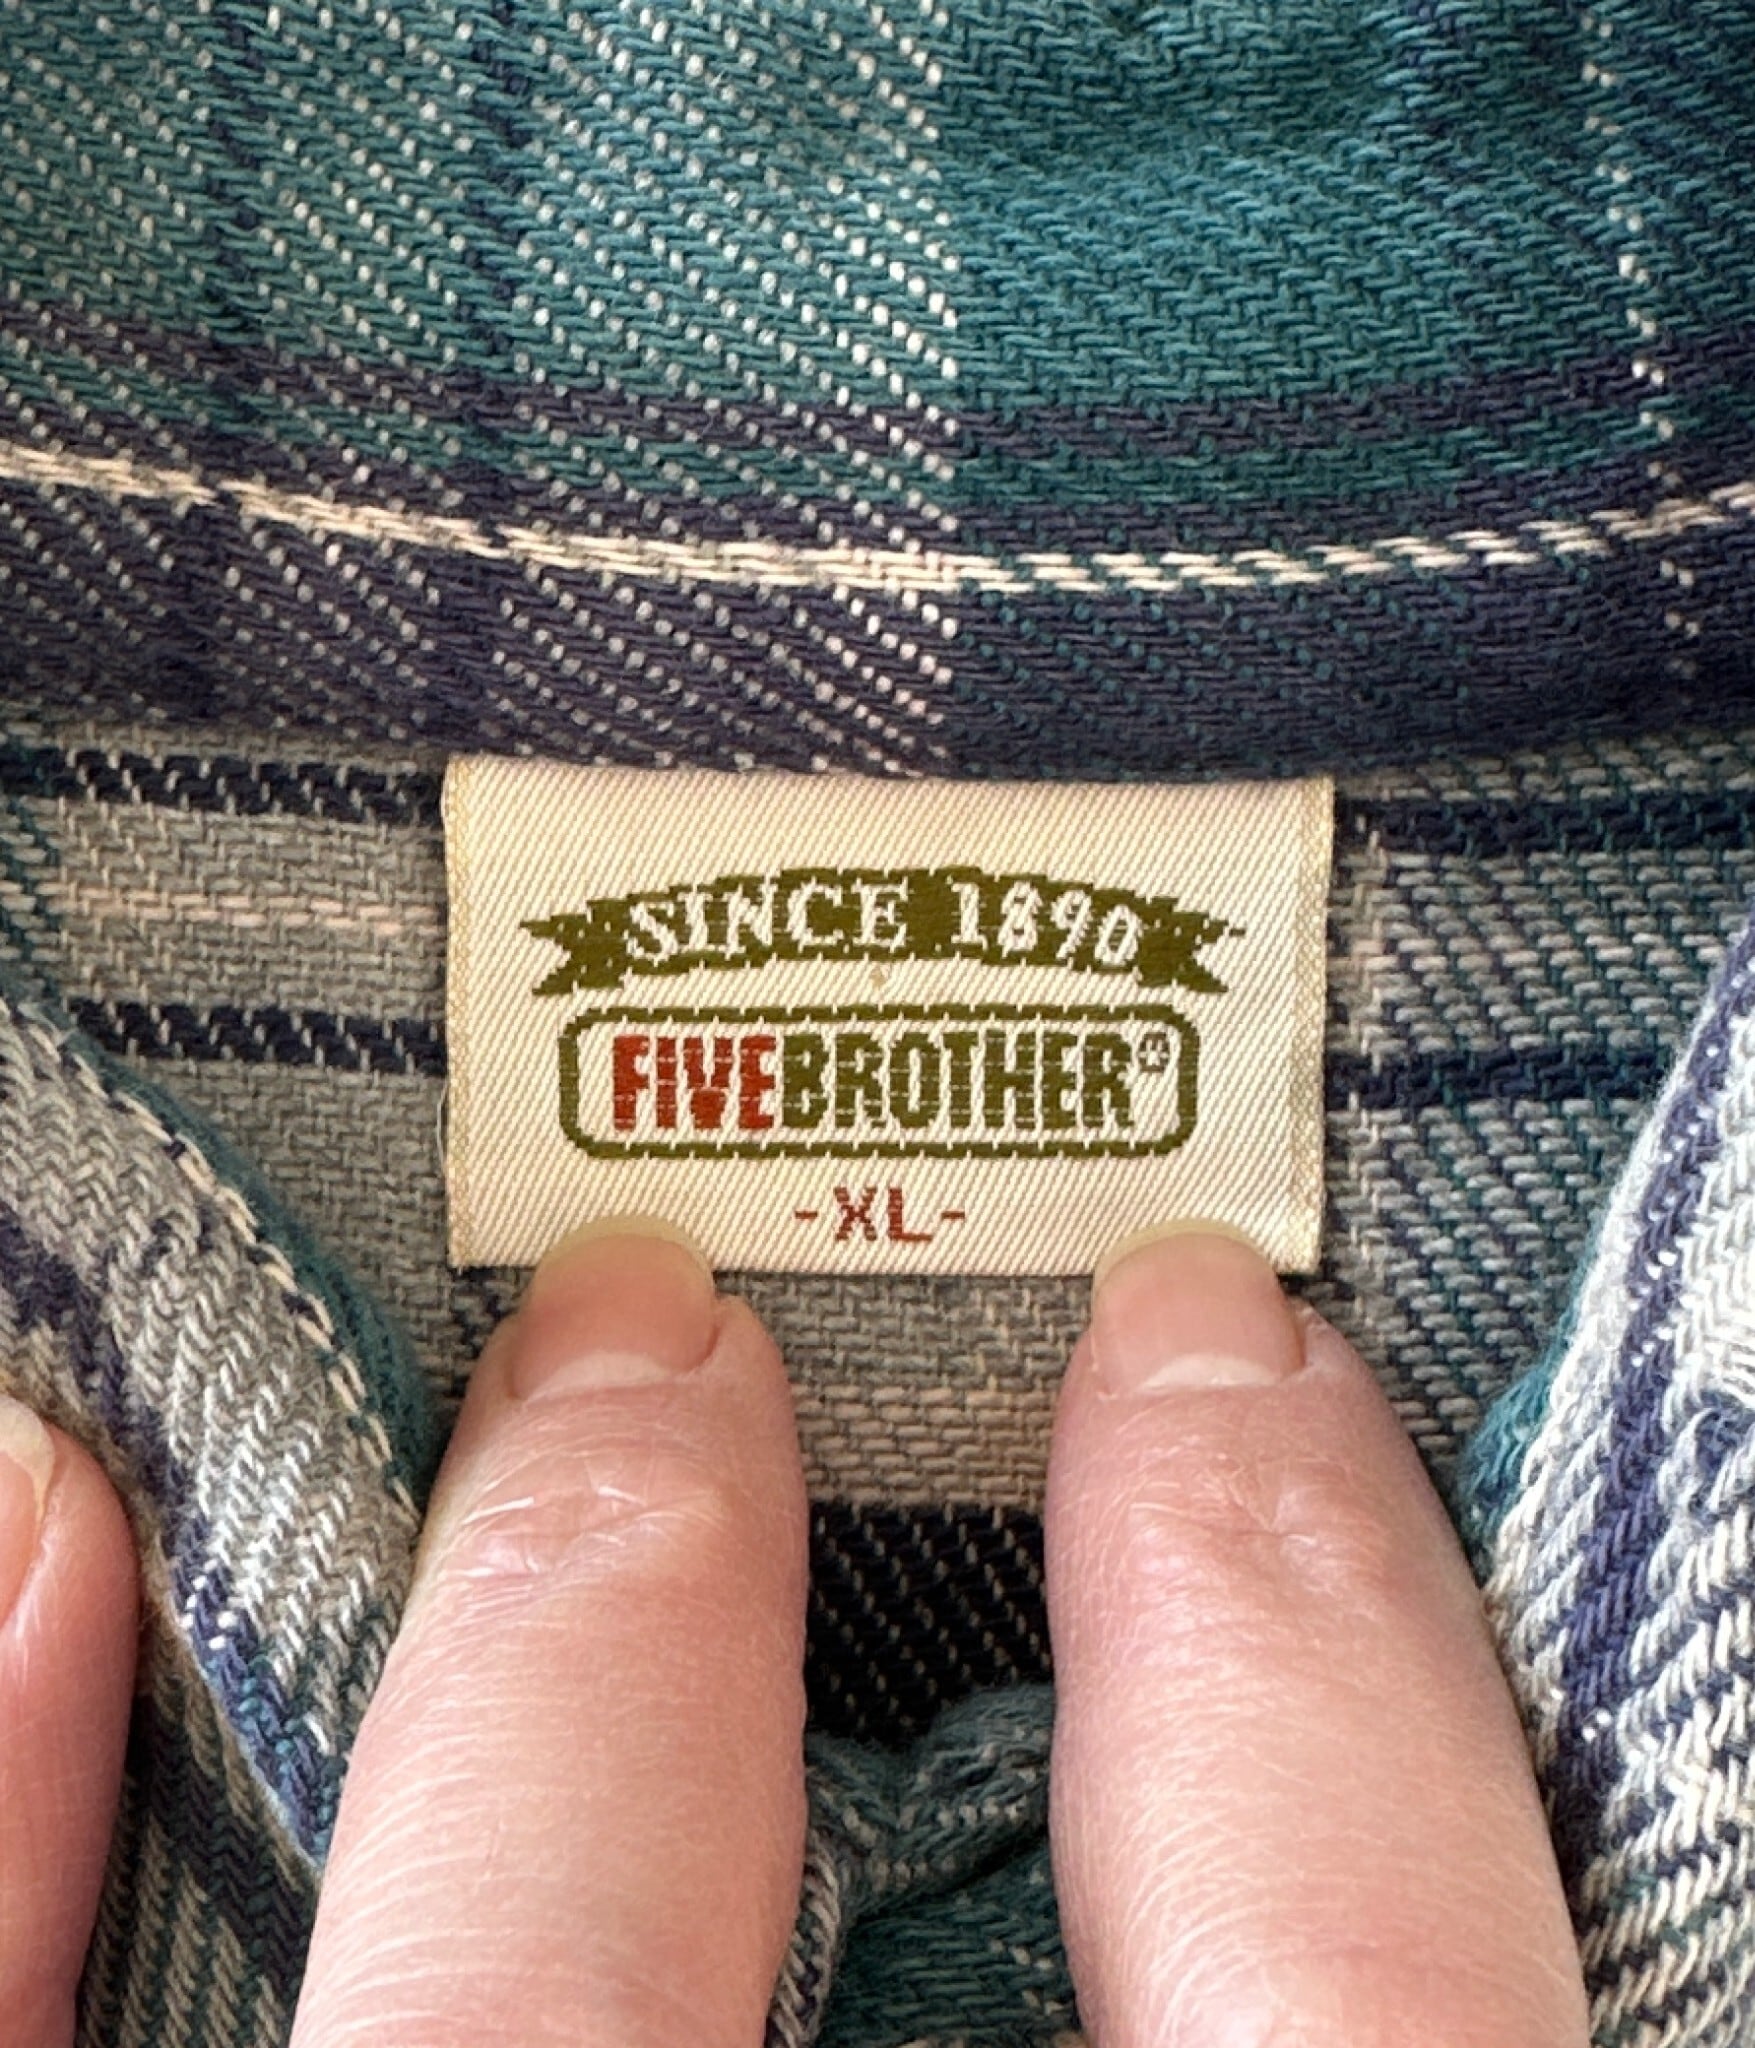 SINCE 1890
FIVEBROTHER®
-XL-